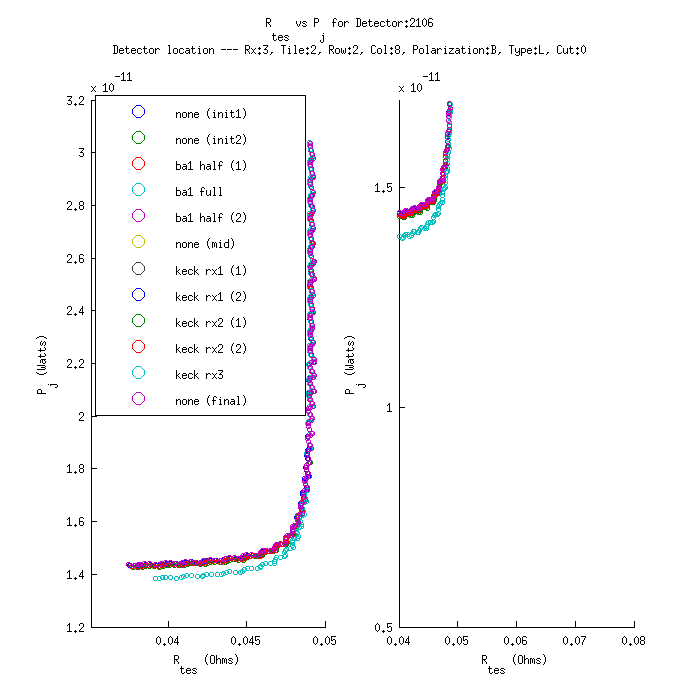 R tes vs P j for Detector:2106
Detector location --- Rx:3, Tile:2, Row:2, Col:8, Polarization:B, Type:L, Cut:0
x 10 -11
3.2
3
2.8
2.6
2.4
2.2
2
1.8
1.6
1.4
1.2
P j (Watts)
none (init1)
none (init2)
ba1 half (1)
ba1 full
ba1 half (2)
none (mid)
keck rx1 (1)
keck rx1 (2)
keck rx2 (1)
keck rx2 (2)
keck rx3
none (final)
0.04 0.045 0.05
R tes (Ohms)
x 10 -11
1.5
1
0.5
P j (Watts)
0.04 0.05 0.06 0.07 0.08
R tes (Ohms)